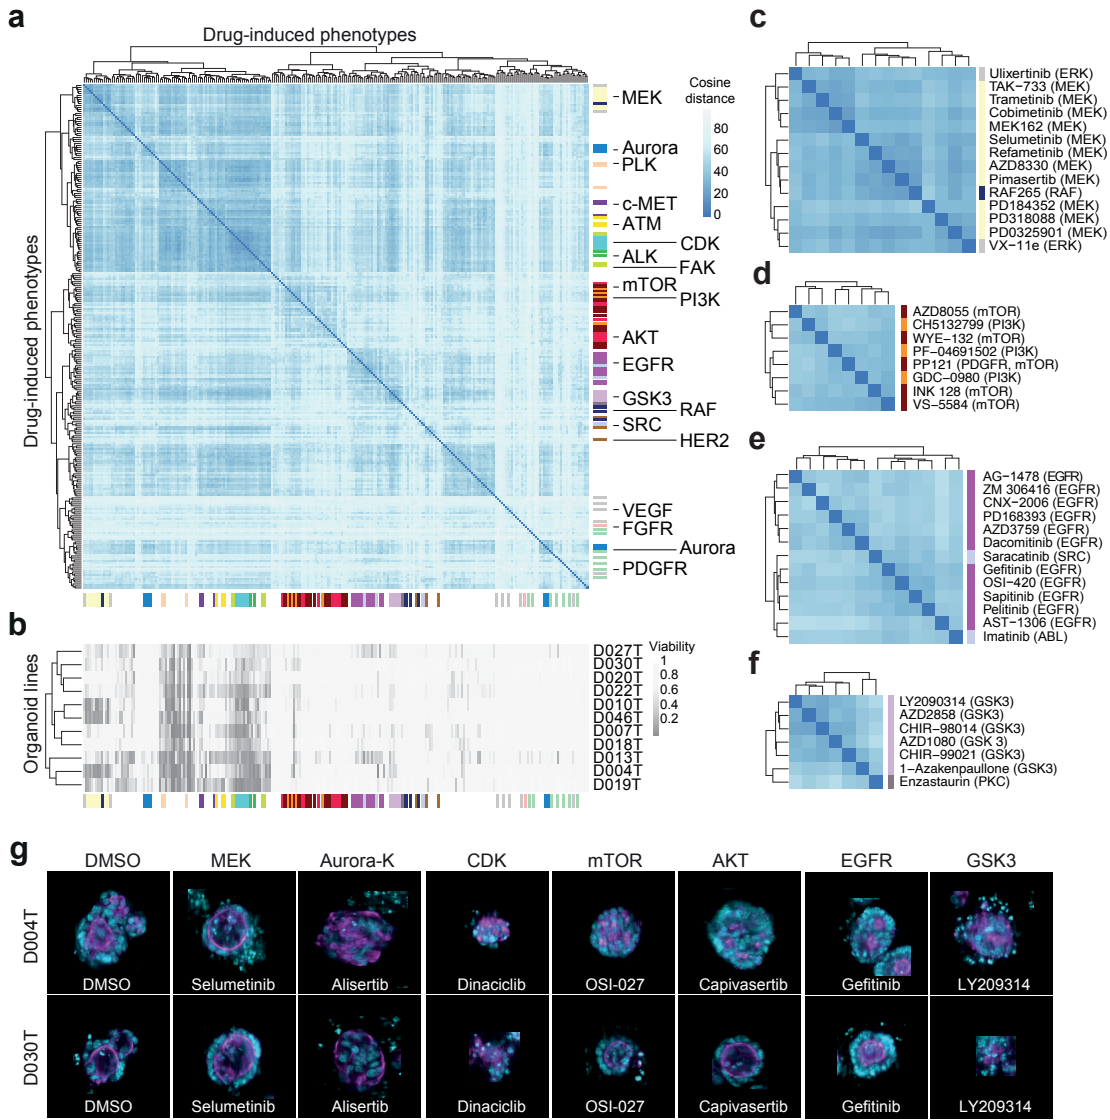 a
Drug-induced phenotypes
Drug-induced phenotypes
Cosine
distance
80
60
40
20
0
MEK
Aurora
PLK
c-MET
ATM
CDK
ALK
FAK
mTOR
PI3K
AKT
EGFR
GSK3
RAF
SRC
HER2
VEGF
FGFR
Aurora
PDGFR
b
Organoid lines
D027T
D030T
D020T
D022T
D010T
D046T
D007T
D018T
D013T
D004T
D019T
Viability
1
0.8
0.6
0.4
0.2
c
Ulixertinib (ERK)
TAK-733 (MEK)
Trametinib (MEK)
Cobimetinib (MEK)
MEK162 (MEK)
Selumetinib (MEK)
Refametinib (MEK)
AZD8330 (MEK)
Pimasertib (MEK)
RAF265 (RAF)
PD184352 (MEK)
PD318088 (MEK)
PD0325901 (MEK)
VX-11e (ERK)
d
AZD8055 (mTOR)
CH5132799 (PI3K)
WYE-132 (mTOR)
PF-04691502 (PI3K)
PP121 (PDGFR, mTOR)
GDC-0980 (PI3K)
INK 128 (mTOR)
VS-5584 (mTOR)
e
AG-1478 (EGFR)
ZM 306416 (EGFR)
CNX-2006 (EGFR)
PD168393 (EGFR)
AZD3759 (EGFR)
Dacomitinib (EGFR)
Saracatinib (SRC)
Gefitinib (EGFR)
OSI-420 (EGFR)
Sapitinib (EGFR)
Pelitinib (EGFR)
AST-1306 (EGFR)
Imatinib (ABL)
f
LY2090314 (GSK3)
AZD2858 (GSK3)
CHIR-98014 (GSK3)
AZD1080 (GSK 3)
CHIR-99021 (GSK3)
1-Azakenpaullone (GSK3)
Enzastaurin (PKC)
g
DMSO MEK Aurora-K CDK mTOR AKT EGFR GSK3
D004T
DMSO Selumetinib Alisertib Dinaciclib OSI-027 Capivasertib Gefitinib LY209314
D030T
DMSO Selumetinib Alisertib Dinaciclib OSI-027 Capivasertib Gefitinib LY209314